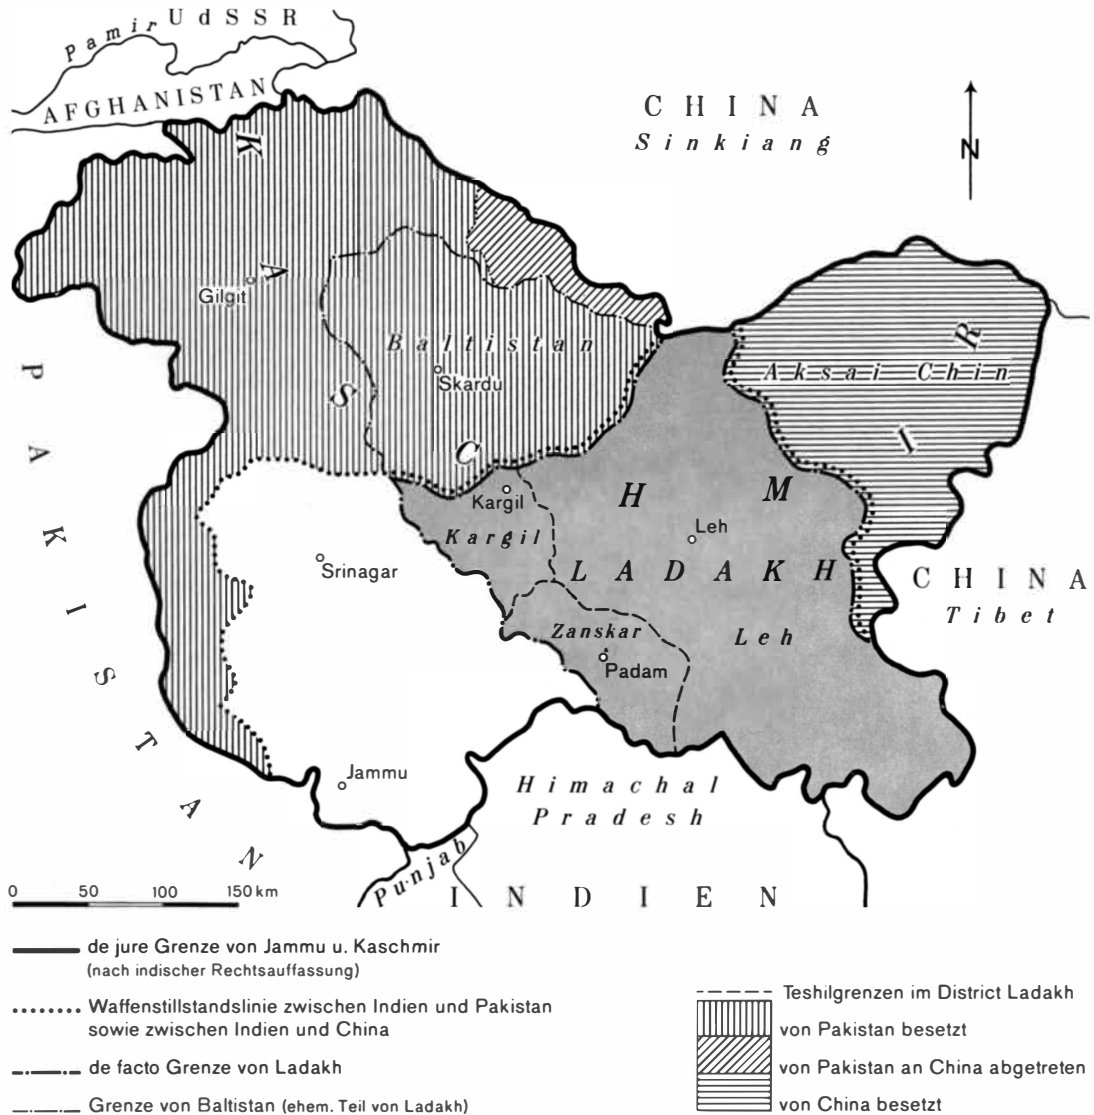 UdSSR
Pamir
AFGHANISTAN
CHINA
Sinkiang
N
KASCHMIR
Gilgit
Baltistan
Skardu
Aksai Chin
PAKISTAN
Kargil
Kargil
Leh
Srinagar
LADAKH
CHINA
Tibet
Zanskar
Leh
Padam
Jammu
Himachal
Pradesh
Punjab
INDIEN
0 50 100 150 km
de jure Grenze von Jammu u. Kaschmir
(nach indischer Rechtsauffassung)
Waffenstillstandslinie zwischen Indien und Pakistan
sowie zwischen Indien und China
de facto Grenze von Ladakh
Grenze von Baltistan (ehem. Teil von Ladakh)
Teshilgrenzen im District Ladakh
von Pakistan besetzt
von Pakistan an China abgetreten
von China besetzt